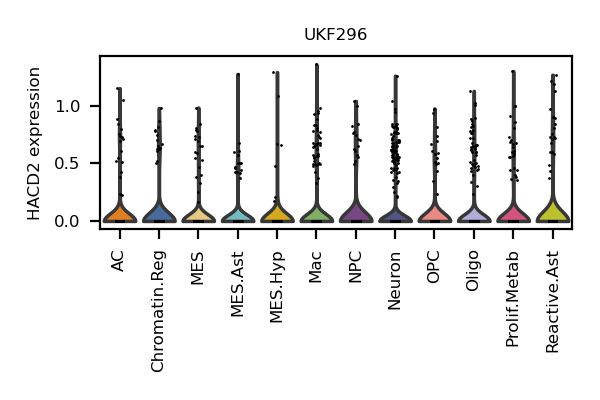 UKF296
HACD2 expression
1.0
0.5
0.0
AC
Chromatin.Reg
MES
MES.Ast
MES.Hyp
Mac
NPC
Neuron
OPC
Oligo
Prolif.Metab
Reactive.Ast